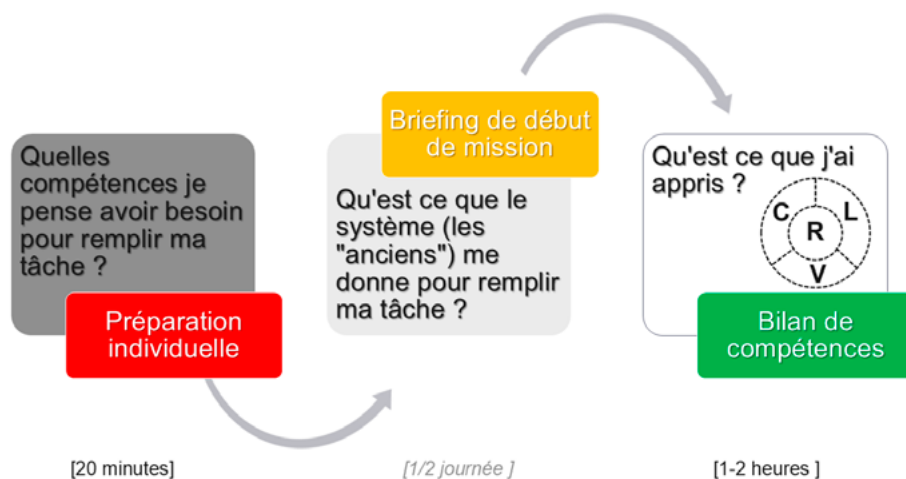 Quelles
compétences je
pense avoir besoin
pour remplir ma
tâche ?
Préparation
individuelle
[20 minutes]
Briefing de début
de mission
Qu'est ce que le
système (les
"anciens") me
donne pour remplir
ma tâche ?
[1/2 journée ]
Qu'est ce que j'ai
appris ?
C
L
R
V
Bilan de
compétences
[1-2 heures ]